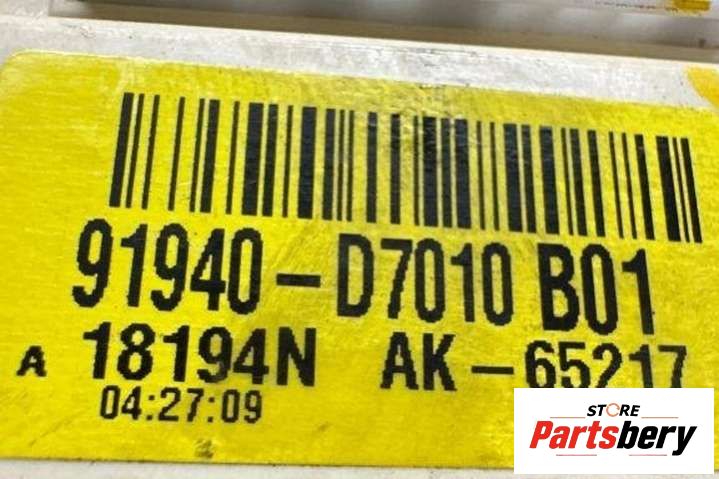 91940-D7010 B01
A 18194N AK-65217
04:27:09
STORE
Partsbery